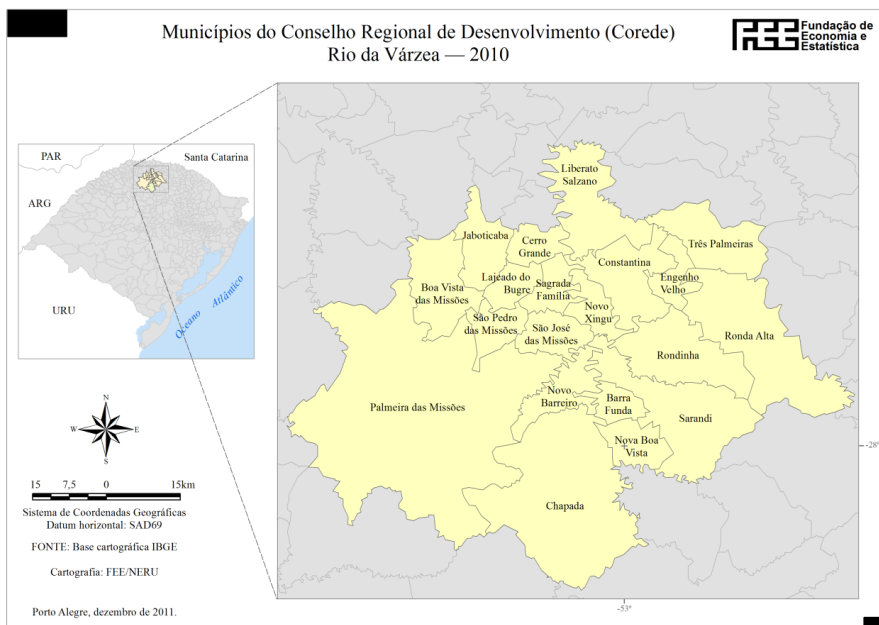 Municípios do Conselho Regional de Desenvolvimento (Corede)
Rio da Várzea — 2010
FEE
Fundação de
Economia e
Estatística
PAR
Santa Catarina
ARG
URU
Oceano Atlântico
N
W
E
S
15 7,5 0 15km
Sistema de Coordenadas Geográficas
Datum horizontal: SAD69
FONTE: Base cartográfica IBGE
Cartografia: FEE/NERU
Porto Alegre, dezembro de 2011.
Liberato
Salzano
Jaboticaba
Cerro
Grande
Três Palmeiras
Constantina
Boa Vista
das Missões
Lajeado do
Bugre
Sagrada
Família
Engenho
Velho
Novo
Xingu
São Pedro
das Missões
São José
das Missões
Ronda Alta
Rondinha
Palmeira das Missões
Novo
Barreiro
Barra
Funda
Sarandi
Nova Boa
Vista
Chapada
-28°
-53°